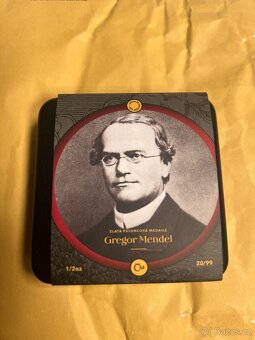 ZLATÁ PŮLUNCOVÁ MEDAILE
Gregor Mendel
1/2oz
20/99